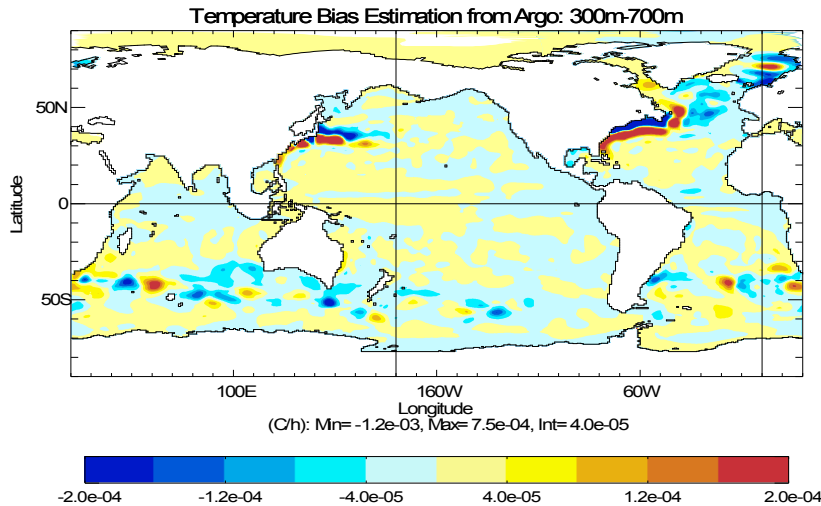 Temperature Bias Estimation from Argo: 300m-700m
50N
0
50S
Latitude
100E 160W 60W
Longitude
(C/h): Min= -1.2e-03, Max= 7.5e-04, Int= 4.0e-05
-2.0e-04 -1.2e-04 -4.0e-05 4.0e-05 1.2e-04 2.0e-04